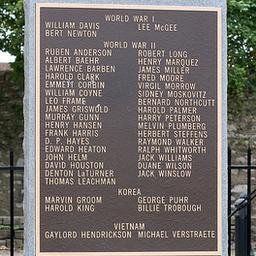 WORLD WAR I
WILLIAM DAVIS LEE McGEE
BERT NEWTON
WORLD WAR II
RUBEN ANDERSON ROBERT LONG
ALBERT BAEHR HENRY MARQUEZ
LAWRENCE BARBEN JAMES MILLER
HAROLD CLARK FRED MOORE
EMMETT CORBIN VIRGIL MORROW
WILLIAM COYNE SIDNEY MOSKOVITZ
LEO FRAME BERNARD NORTHCUTT
JAMES GRISWOLD HAROLD PALMER
MURRAY GUNN HARRY PETERSON
HENRY HANSEN MELVIN PLUMBERG
FRANK HARRIS HERBERT STEFFENS
D. P. HAYES RAYMOND WALKER
EDWARD HEATON RALPH WHITWORTH
JOHN HELM JACK WILLIAMS
DAVID HOUSTON DUANE WILSON
DENTON LaTURNER JACK WINSLOW
THOMAS LEACHMAN
KOREA
MARVIN GROOM GEORGE PUHR
HAROLD KING BILLIE TROBOUGH
VIETNAM
GAYLORD HENDRICKSON MICHAEL VERSTRAETE